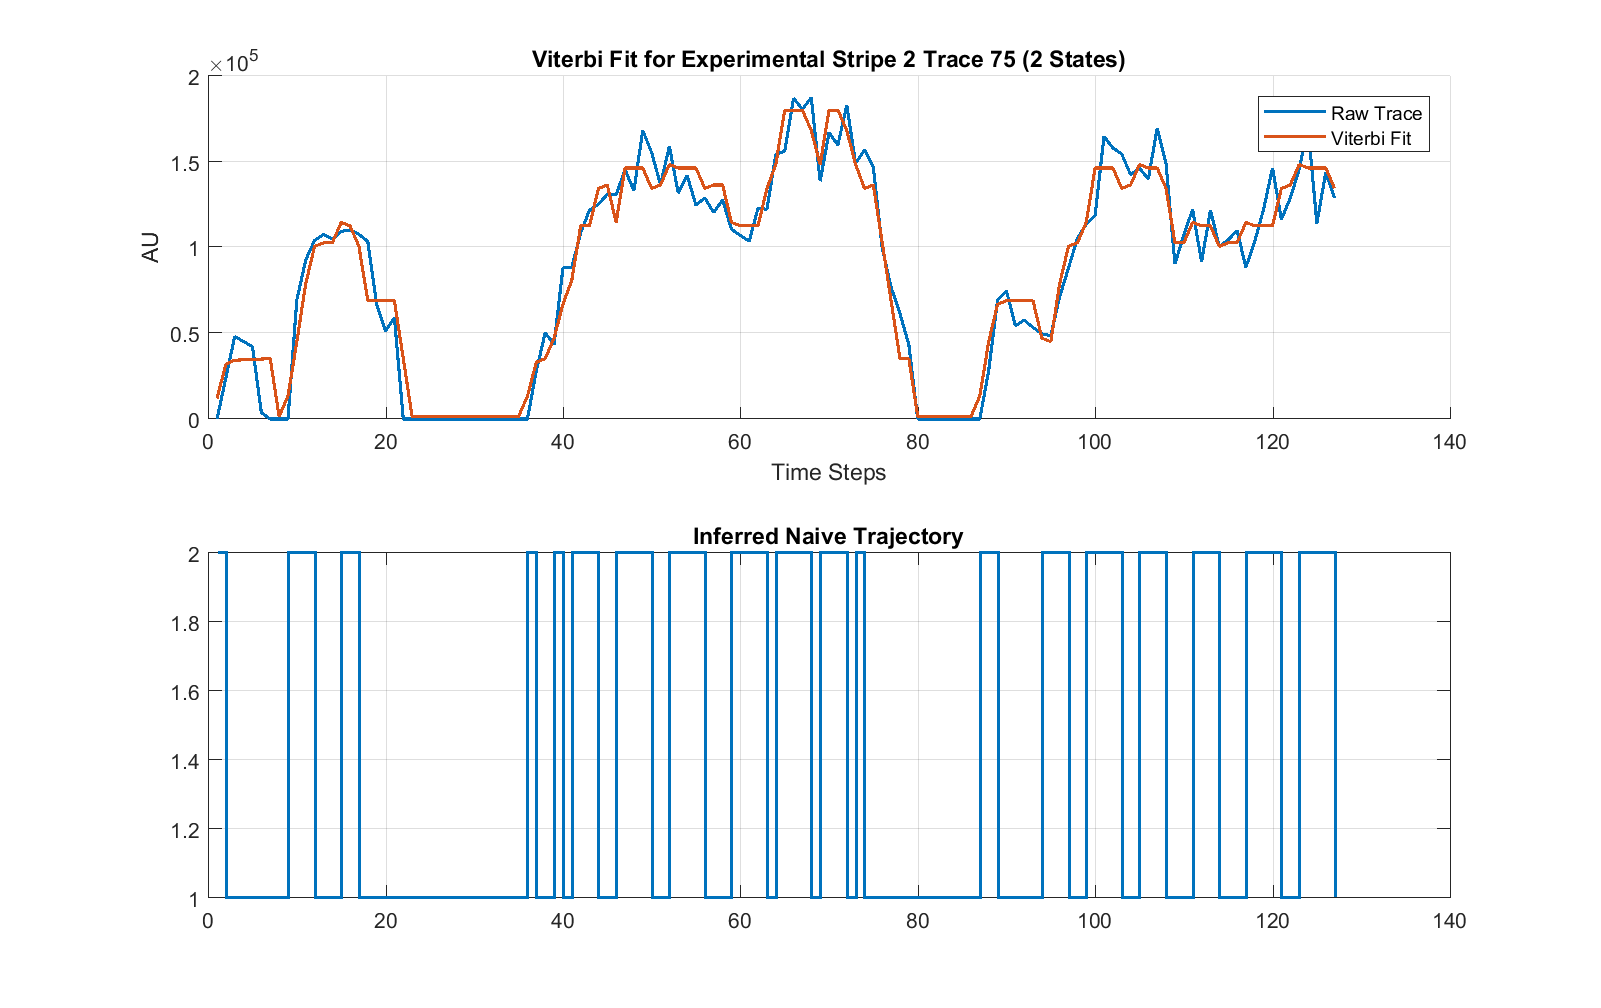 Viterbi Fit for Experimental Stripe 2 Trace 75 (2 States)
×10^5
2
1.5
1
0.5
0
AU
Raw Trace
Viterbi Fit
0 20 40 60 80 100 120 140
Time Steps
Inferred Naive Trajectory
2
1.8
1.6
1.4
1.2
1
0 20 40 60 80 100 120 140